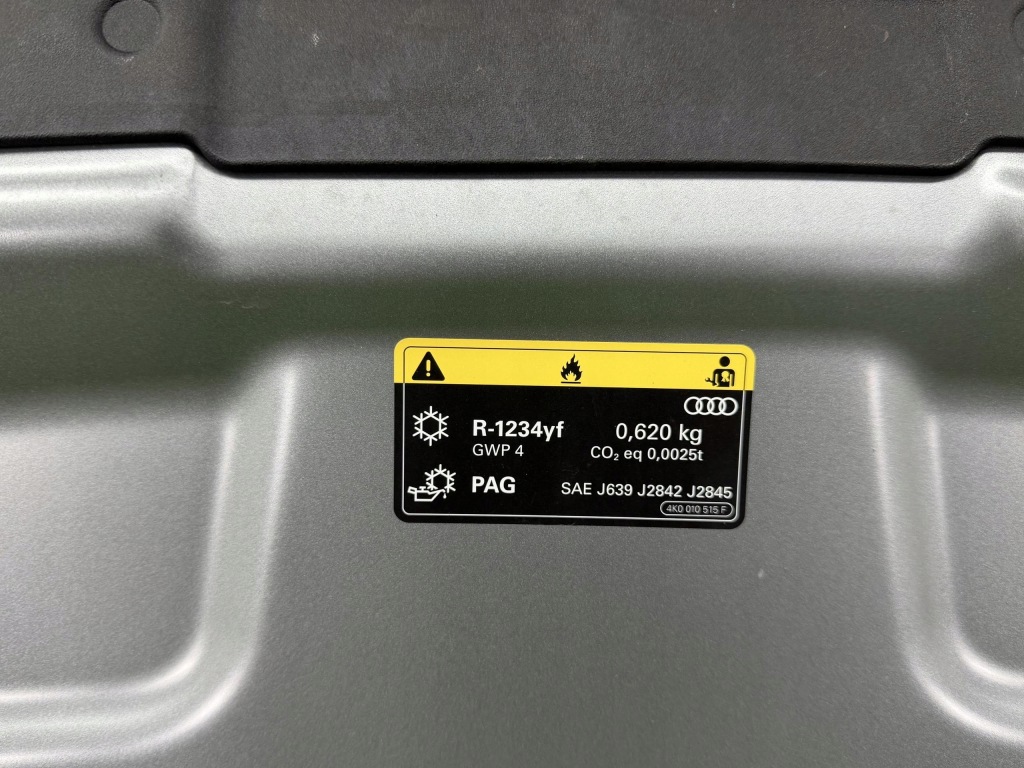 R-1234yf 0,620 kg
GWP 4 CO₂ eq 0,0025t
PAG SAE J639 J2842 J2845
4K0 010 515 F